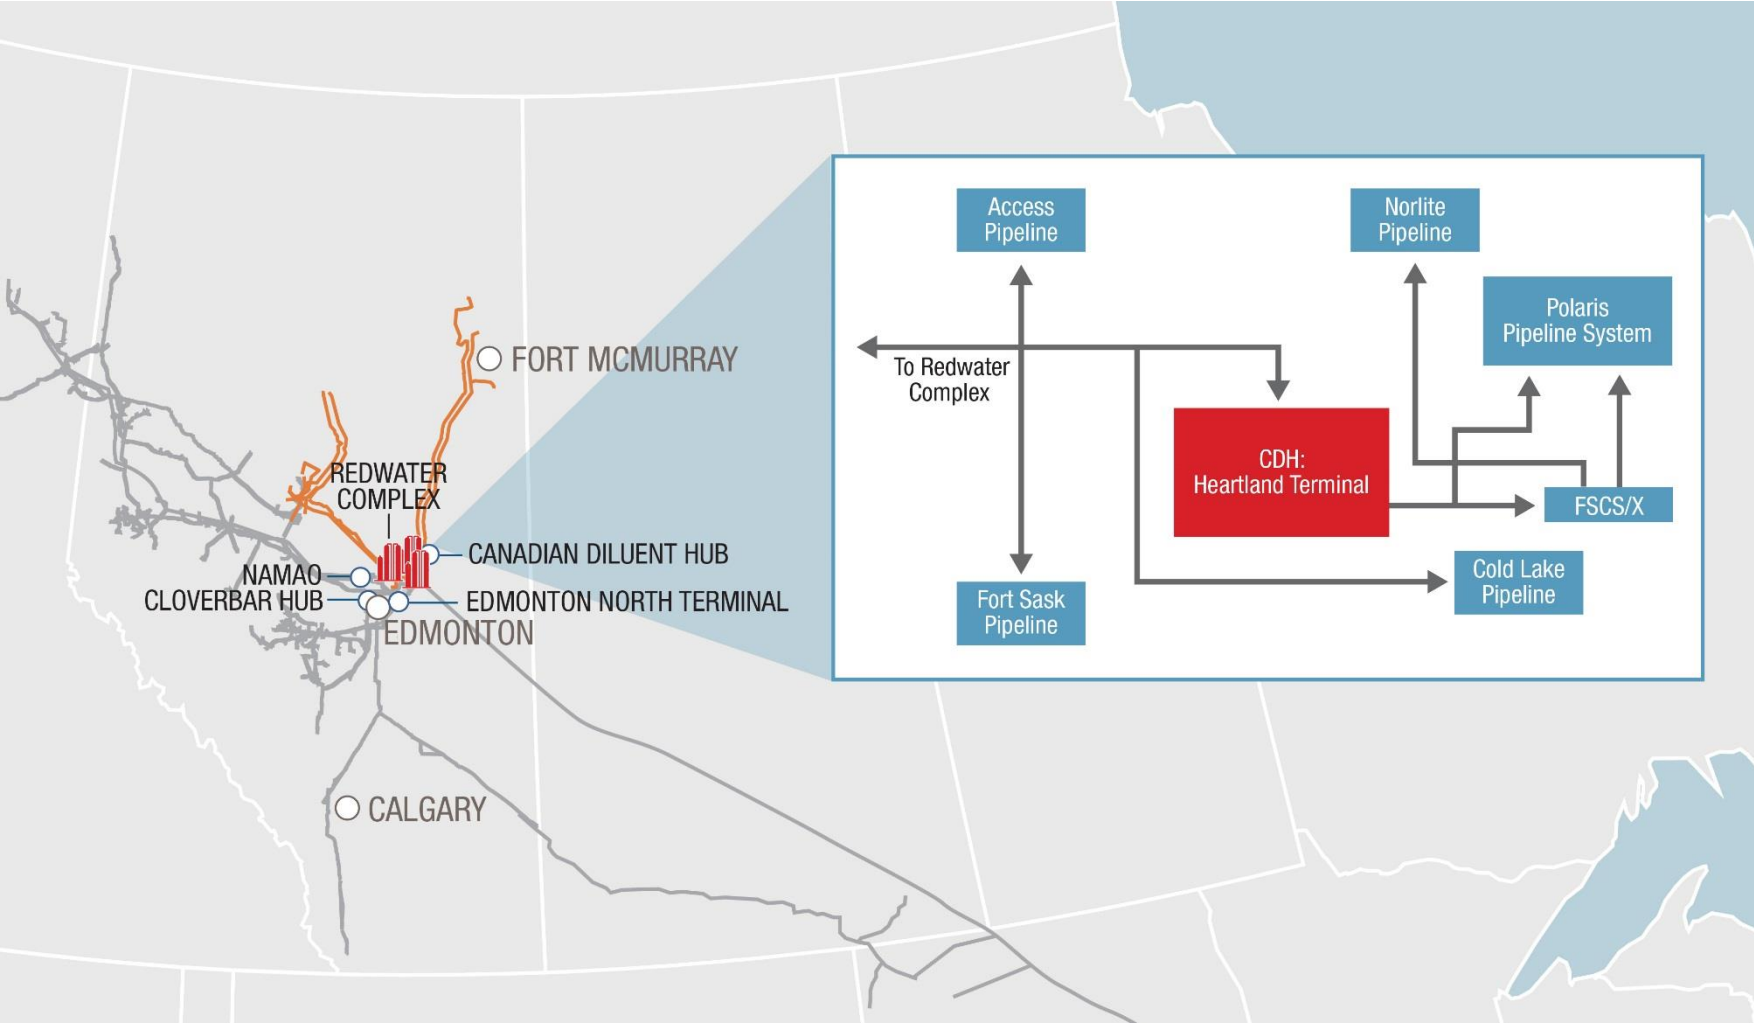 FORT MCMURRAY
REDWATER
COMPLEX
CANADIAN DILUENT HUB
NAMAO
CLOVERBAR HUB
EDMONTON NORTH TERMINAL
EDMONTON
CALGARY
Access
Pipeline
Norlite
Pipeline
Polaris
Pipeline System
To Redwater
Complex
CDH:
Heartland Terminal
FSCS/X
Cold Lake
Pipeline
Fort Sask
Pipeline